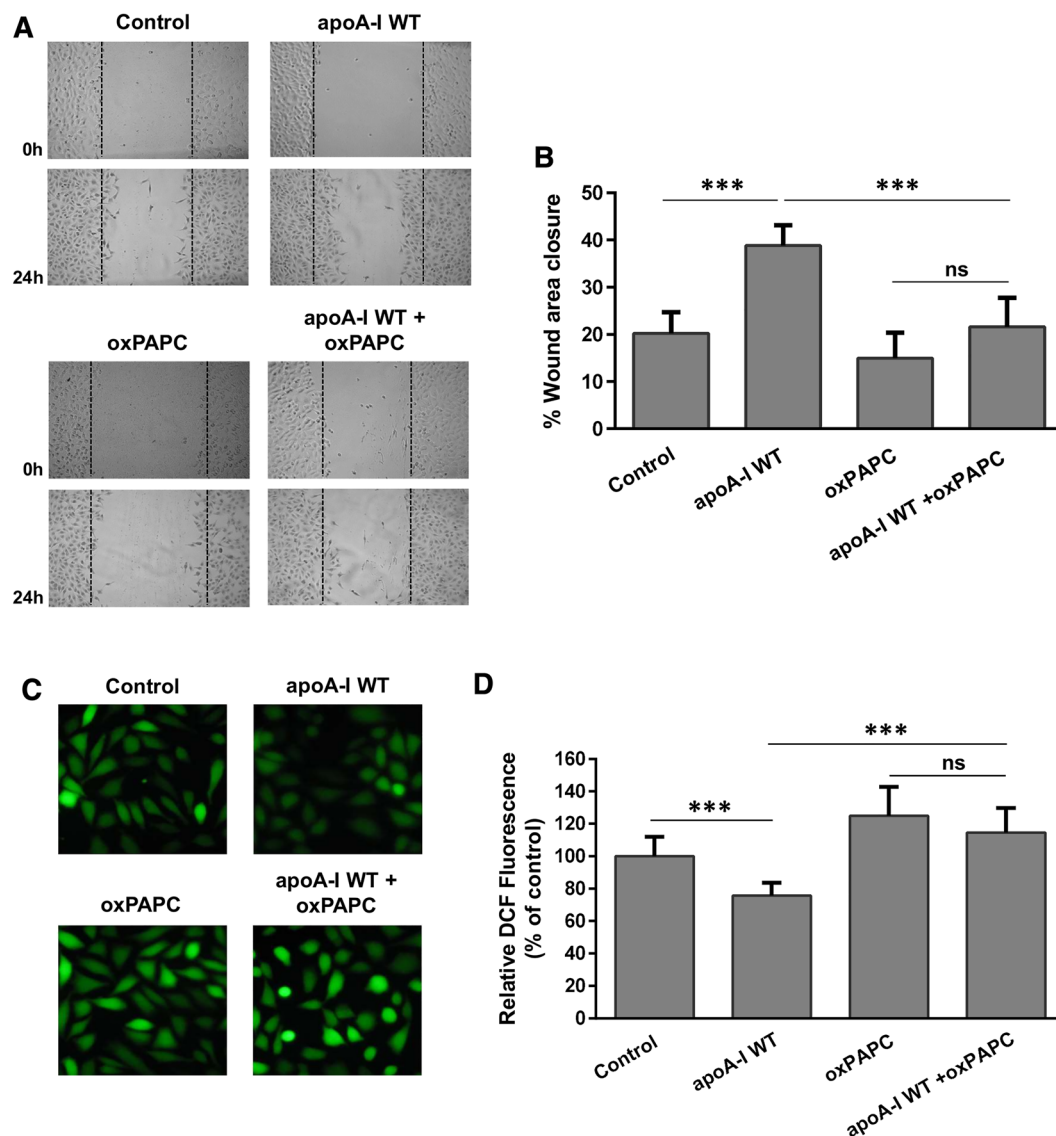 A
Control
apoA-I WT
0h
24h
oxPAPC
apoA-I WT +
oxPAPC
0h
24h
B
% Wound area closure
50
40
30
20
10
0
***
***
ns
Control
apoA-I WT
oxPAPC
apoA-I WT +oxPAPC
C
Control
apoA-I WT
oxPAPC
apoA-I WT +
oxPAPC
D
Relative DCF Fluorescence
(% of control)
160
140
120
100
80
60
40
20
0
***
***
ns
Control
apoA-I WT
oxPAPC
apoA-I WT +oxPAPC